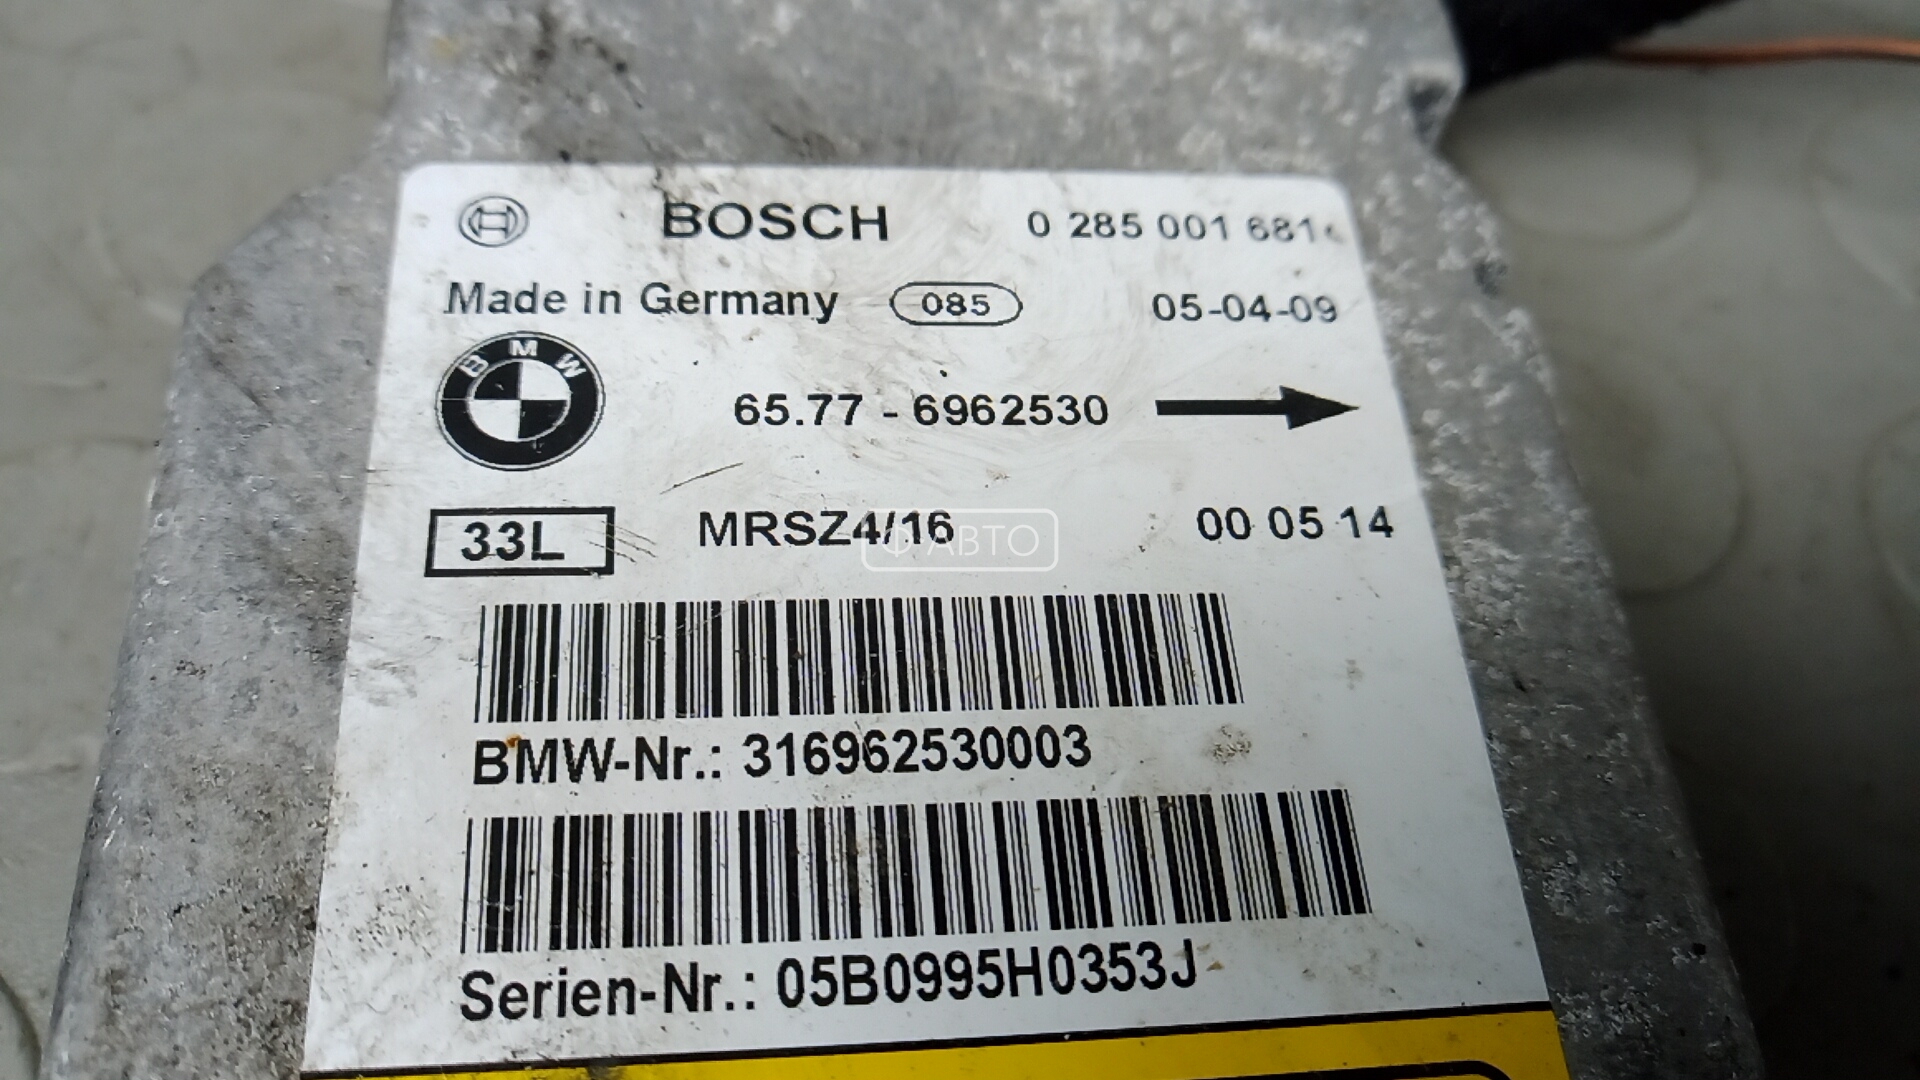 BOSCH 0 285 001 681
Made in Germany 085 05-04-09
BMW
65.77 - 6962530
33L MRSZ4/16 00 05 14
Ф АВТО
BMW-Nr.: 316962530003
Serien-Nr.: 05B0995H0353J